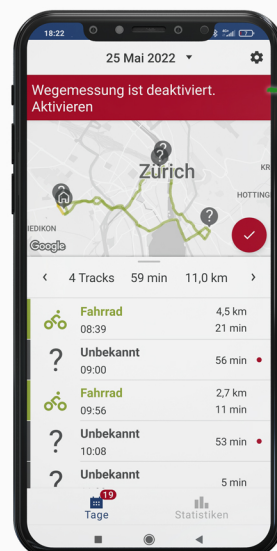 18:22
25 Mai 2022
Wegemessung ist deaktiviert.
Aktivieren
Zürich
KR
HOTTING
IEDIKON
Google
4 Tracks 59 min 11,0 km
Fahrrad 4,5 km
08:39 21 min
Unbekannt
09:00 56 min
Fahrrad 2,7 km
09:56 11 min
Unbekannt
10:08 53 min
Unbekannt
5 min
19
Tage Statistiken